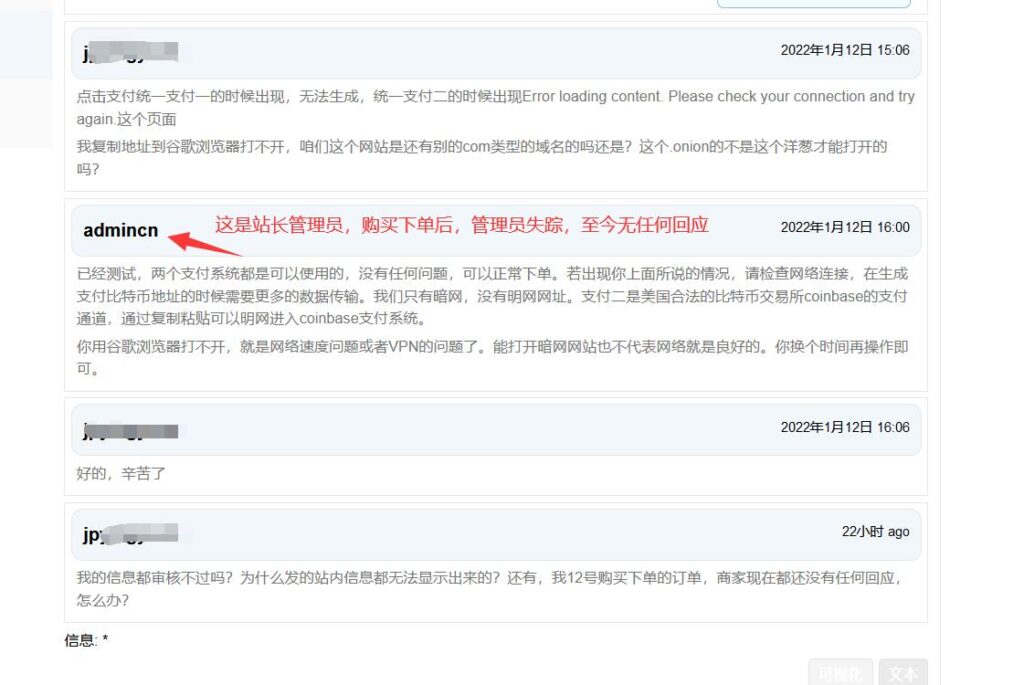 2022年1月12日 15:06
点击支付统一支付一的时候出现，无法生成，统一支付二的时候出现Error loading content. Please check your connection and try
again.这个页面
我复制地址到谷歌浏览器打不开，咱们这个网站是还有别的com类型的域名的吗还是？这个.onion的不是这个洋葱才能打开的
吗？
admincn
这是站长管理员，购买下单后，管理员失踪，至今无任何回应
2022年1月12日 16:00
已经测试，两个支付系统都是可以使用的，没有任何问题，可以正常下单。若出现你上面所说的情况，请检查网络连接，在生成
支付比特币地址的时候需要更多的数据传输。我们只有暗网，没有明网网址。支付二是美国合法的比特币交易所coinbase的支付
通道，通过复制粘贴可以明网进入coinbase支付系统。
你用谷歌浏览器打不开，就是网络速度问题或者VPN的问题了。能打开暗网网站也不代表网络就是良好的。你换个时间再操作即
可。
2022年1月12日 16:06
好的，辛苦了
22小时 ago
我的信息都审核不过吗？为什么发的站内信息都无法显示出来的？还有，我12号购买下单的订单，商家现在都还没有任何回应，
怎么办？
信息: *
可视化 文本